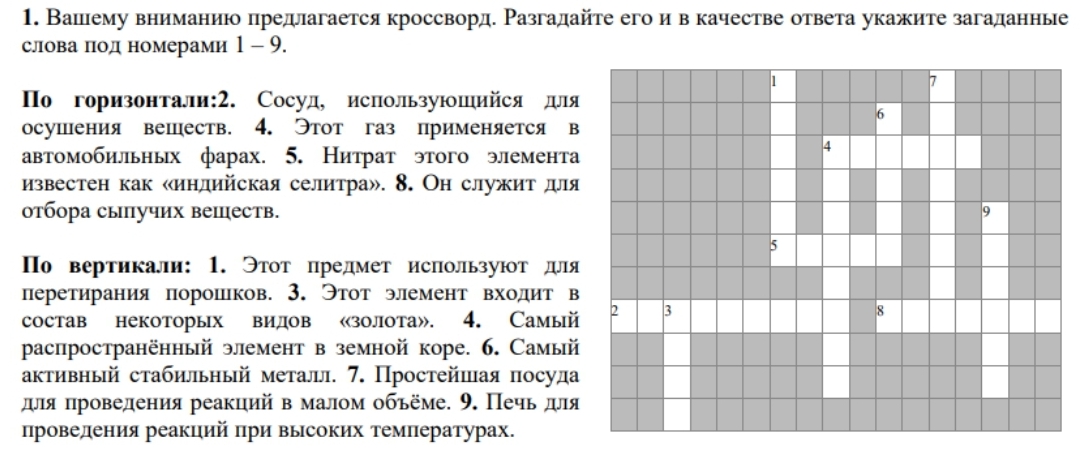 1. Вашему вниманию предлагается кроссворд. Разгадайте его и в качестве ответа укажите загаданные
слова под номерами 1 – 9.
По горизонтали:2. Сосуд, использующийся для
осушения веществ. 4. Этот газ применяется в
автомобильных фарах. 5. Нитрат этого элемента
известен как «индийская селитра». 8. Он служит для
отбора сыпучих веществ.
По вертикали: 1. Этот предмет используют для
перетирания порошков. 3. Этот элемент входит в
состав некоторых видов «золота». 4. Самый
распространённый элемент в земной коре. 6. Самый
активный стабильный металл. 7. Простейшая посуда
для проведения реакций в малом объёме. 9. Печь для
проведения реакций при высоких температурах.
1 7
6
4
9
5
2 3 8